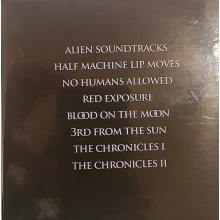 ALIEN SOUNDTRACKS
HALF MACHINE LIP MOVES
NO HUMANS ALLOWED
RED EXPOSURE
BLOOD ON THE MOON
3RD FROM THE SUN
THE CHRONICLES I
THE CHRONICLES II